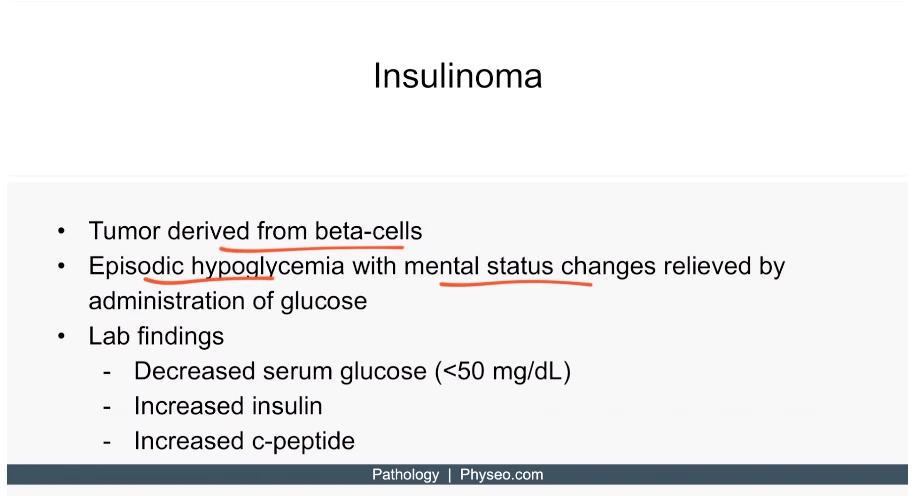 Insulinoma
• Tumor derived from beta-cells
• Episodic hypoglycemia with mental status changes relieved by
administration of glucose
• Lab findings
- Decreased serum glucose (<50 mg/dL)
- Increased insulin
- Increased c-peptide
Pathology | Physeo.com